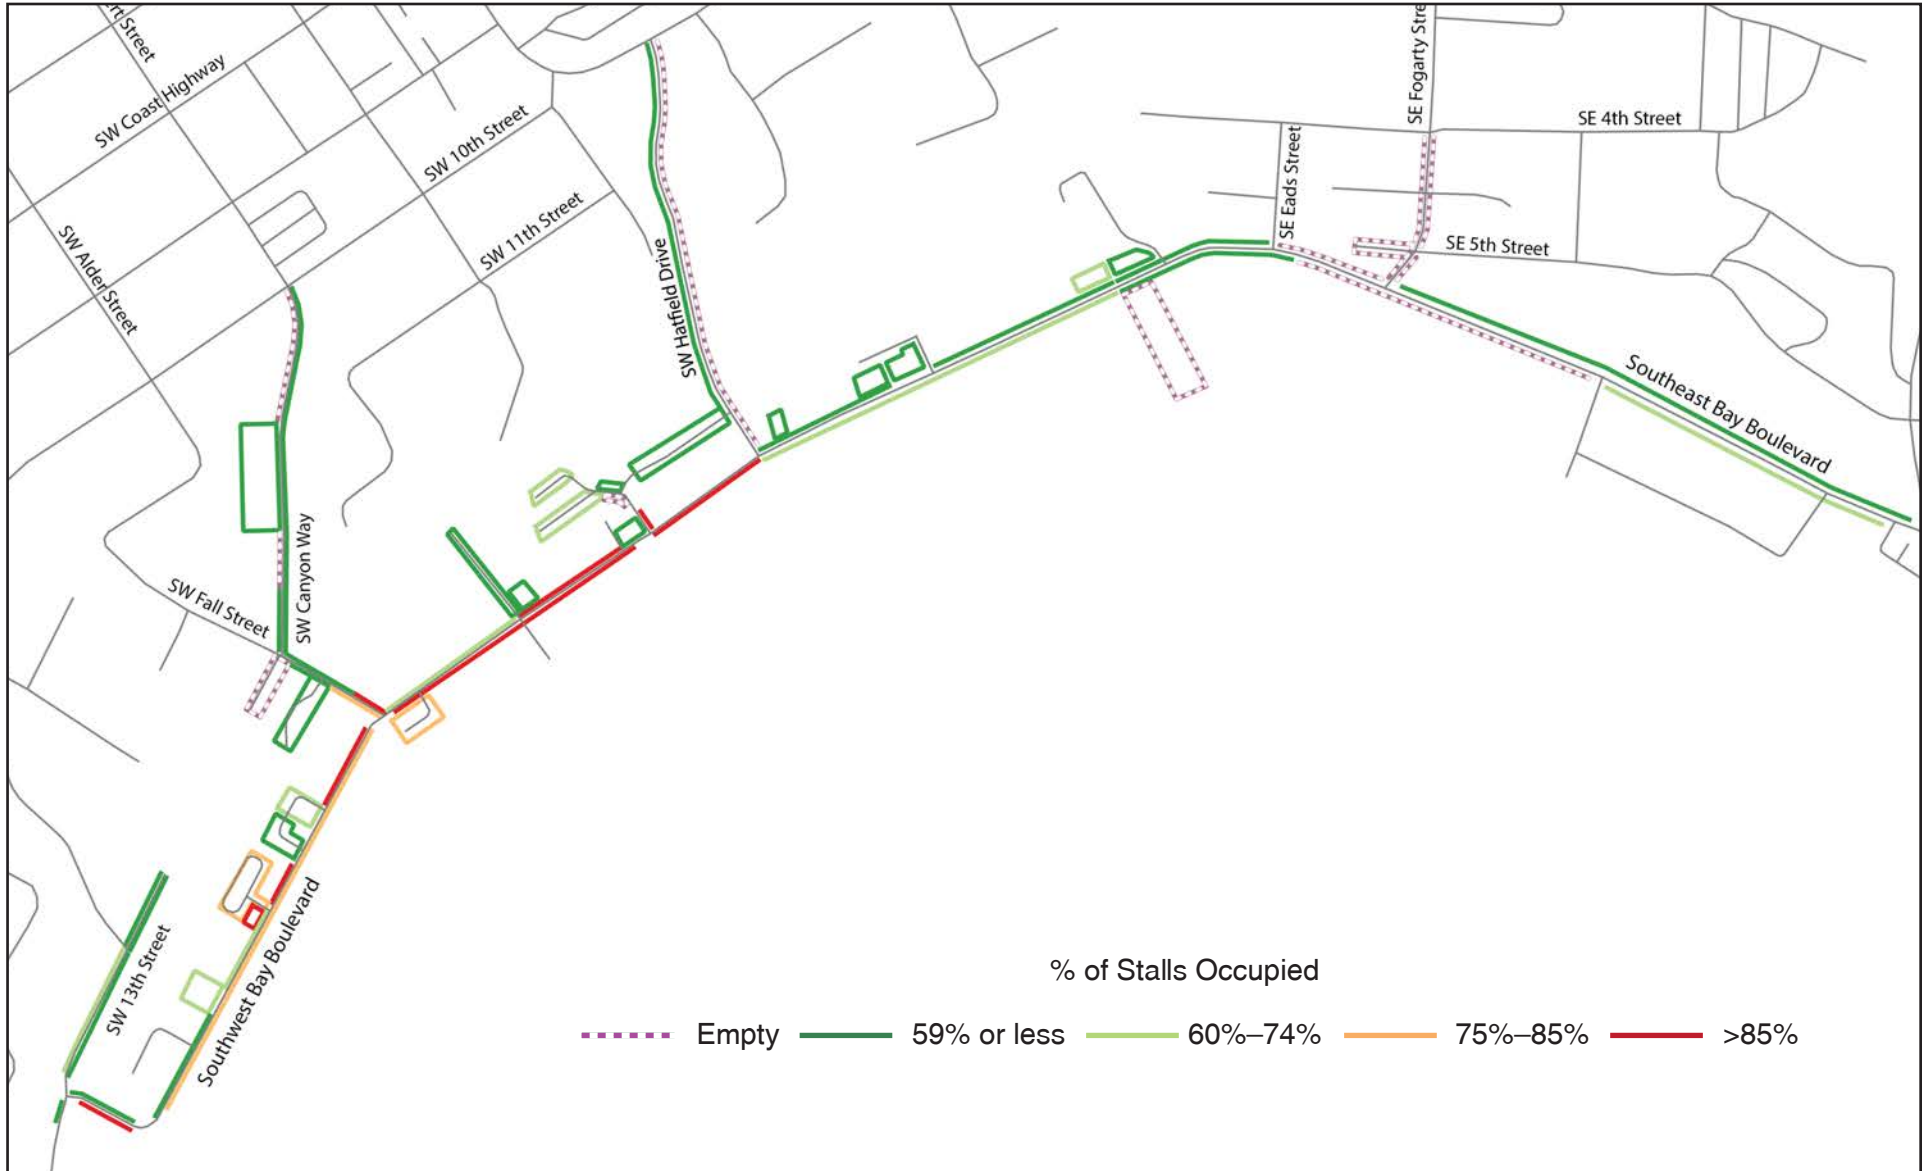 Street
SW Coast Highway
SW 10th Street
SW 11th Street
SW Alder Street
SW Hatfield Drive
SE Fogarty Stre
SE 4th Street
SE Eads Street
SE 5th Street
Southeast Bay Boulevard
SW Canyon Way
SW Fall Street
SW 13th Street
Southwest Bay Boulevard
% of Stalls Occupied
Empty 59% or less 60%–74% 75%–85% >85%